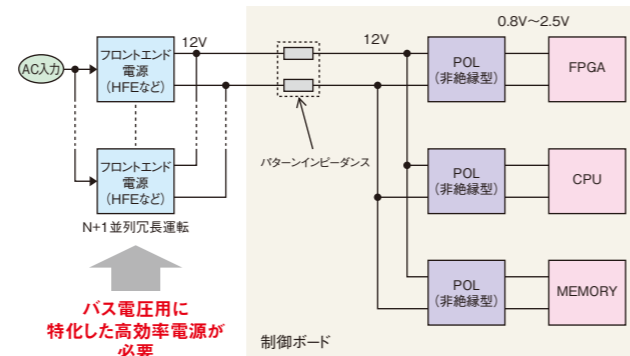 0.8V～2.5V
AC入力
フロントエンド
電源
（HFEなど）
12V
12V
POL
（非絶縁型）
FPGA
パターンインピーダンス
フロントエンド
電源
（HFEなど）
POL
（非絶縁型）
CPU
N+1並列冗長運転
POL
（非絶縁型）
MEMORY
バス電圧用に
特化した高効率電源が
必要
制御ボード